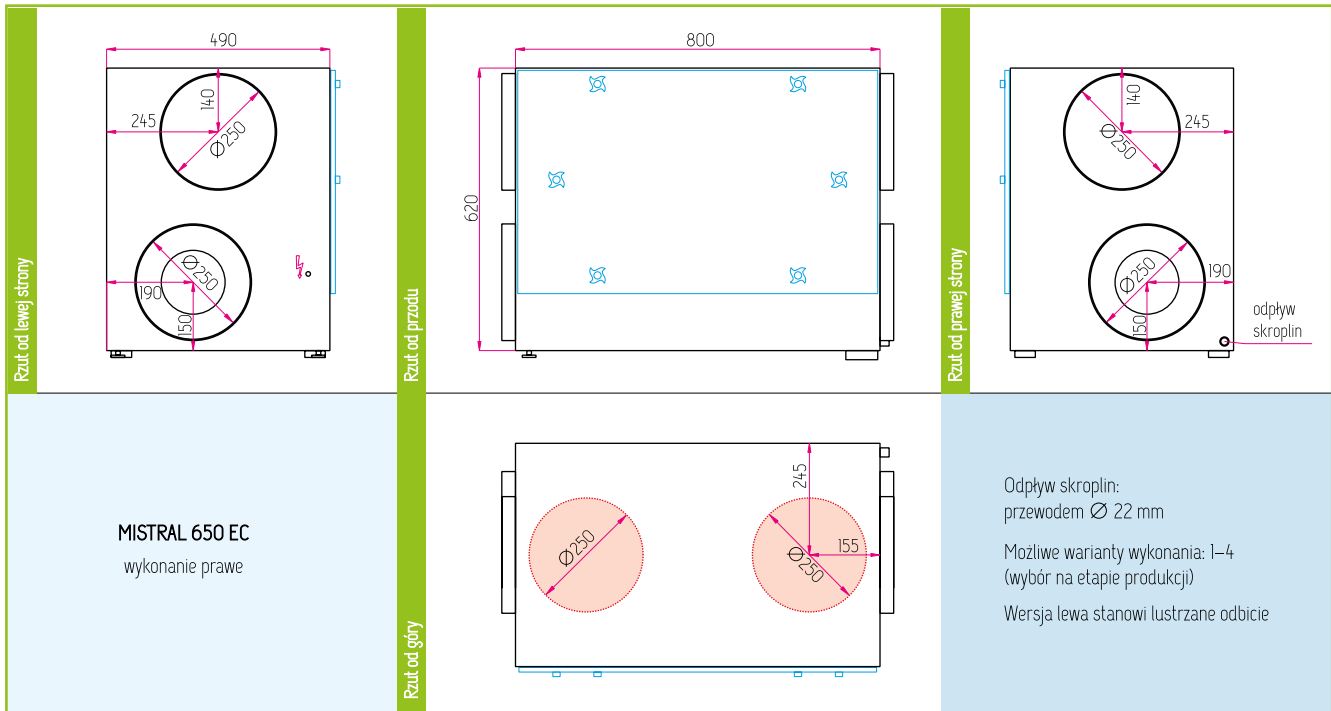 Rzut od lewej strony
490
140
245
Ø250
Ø250
190
150
Rzut od przodu
800
620
Rzut od prawej strony
140
245
Ø250
Ø250
190
150
odpływ
skroplin
MISTRAL 650 EC
wykonanie prawe
Rzut od góry
245
Ø250
155
Ø250
Odpływ skroplin:
przewodem Ø 22 mm
Możliwe warianty wykonania: 1–4
(wybór na etapie produkcji)
Wersja lewa stanowi lustrzane odbicie